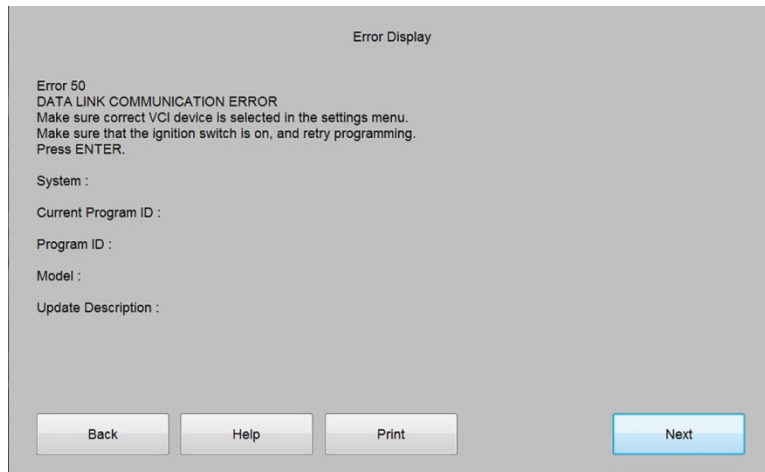 Error Display
Error 50
DATA LINK COMMUNICATION ERROR
Make sure correct VCI device is selected in the settings menu.
Make sure that the ignition switch is on, and retry programming.
Press ENTER.
System :
Current Program ID :
Program ID :
Model :
Update Description :
Back
Help
Print
Next